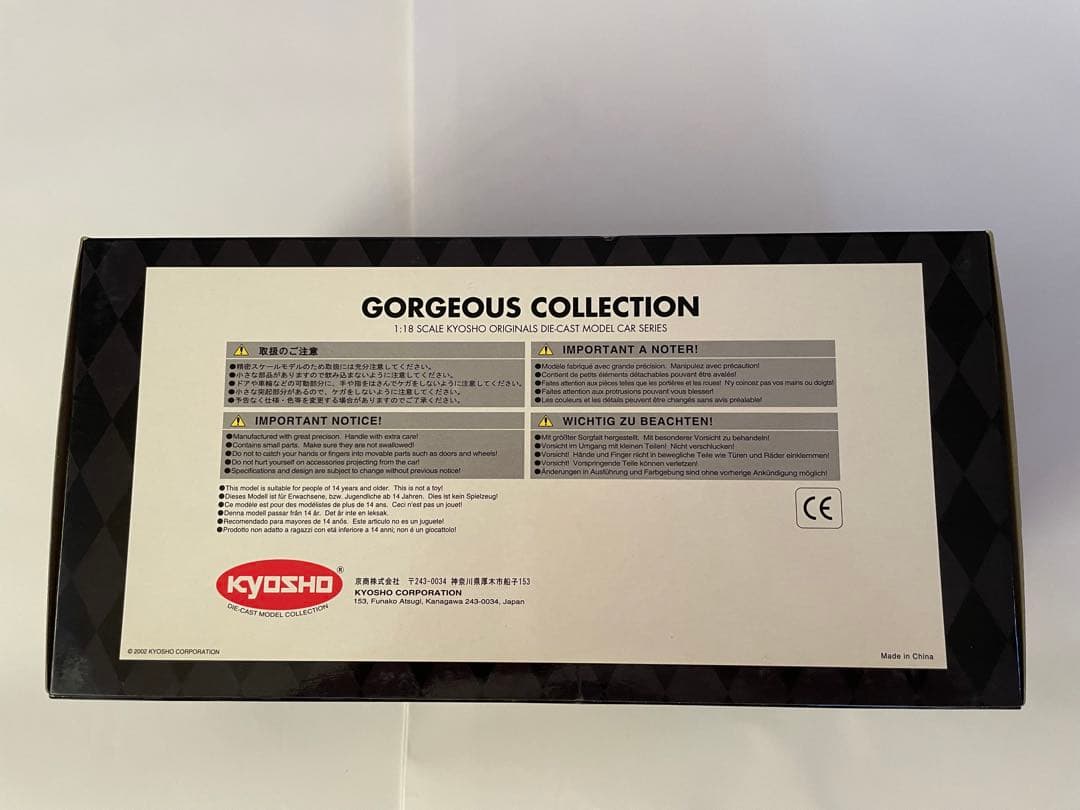 GORGEOUS COLLECTION
1:18 SCALE KYOSHO ORIGINALS DIE-CAST MODEL CAR SERIES
取扱のご注意
●精密スケールモデルのため取扱には充分注意してください。
●小さな部品がありますので飲み込まないように注意してください。
●ドアや車輪などの可動部分に、手や指をはさんでケガをしないように注意してください。
●小さな突起部分があるので、ケガをしないように注意してください。
●予告なく仕様・色等を変更する場合がありますのでご了承ください。
IMPORTANT A NOTER!
●Modèle fabriqué avec grande précision. Manipulez avec précaution!
●Contient de petits éléments détachables pouvant être avalés!
●Faites attention aux pièces telles que les portières et les roues! N'y coincez pas vos mains ou doigts!
●Faites attention aux protrusions pouvant vous blesser!
●Les couleurs et les détails peuvent être changés sans avis préalable!
IMPORTANT NOTICE!
●Manufactured with great precison. Handle with extra care!
●Contains small parts. Make sure they are not swallowed!
●Do not to catch your hands or fingers into movable parts such as doors and wheels!
●Do not hurt yourself on accessories projecting from the car!
●Specifications and design are subject to change without previous notice!
WICHTIG ZU BEACHTEN!
●Mit größter Sorgfalt hergestellt. Mit besonderer Vorsicht zu behandeln!
●Vorsicht im Umgang mit kleinen Teilen! Nicht verschlucken!
●Vorsicht! Hände und Finger nicht in bewegliche Teile wie Türen und Räder einklemmen!
●Vorsicht! Vorspringende Teile können verletzen!
●Änderungen in Ausführung und Farbgebung sind ohne vorherige Ankündigung möglich!
●This model is suitable for people of 14 years and older. This is not a toy!
●Dieses Modell ist für Erwachsene, bzw. Jugendliche ab 14 Jahren. Dies ist kein Spielzeug!
●Ce modèle est pour des modélistes de plus de 14 ans. Ceci n'est pas un jouet!
●Denna modell passar från 14 år. Det är inte en leksak.
●Recomendado para mayores de 14 anôs. Este articulo no es un juguete!
●Prodotto non adatto a ragazzi con etá inferiore a 14 anni; non é un giocattolo!
CE
KYOSHO®
DIE-CAST MODEL COLLECTION
京商株式会社 〒243-0034 神奈川県厚木市船子153
KYOSHO CORPORATION
153, Funako Atsugi, Kanagawa 243-0034, Japan
© 2002 KYOSHO CORPORATION
Made in China